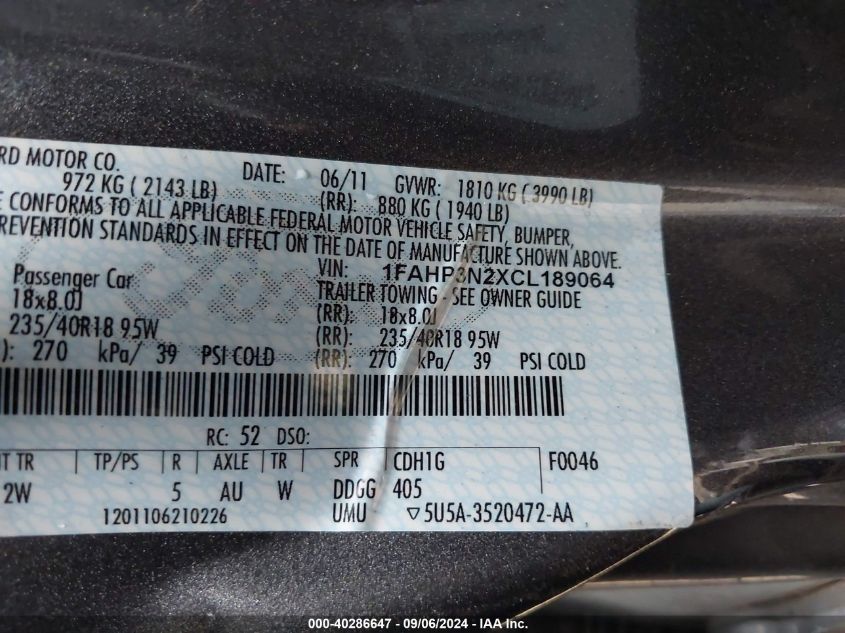 RD MOTOR CO. DATE: 06/11 GVWR: 1810 KG ( 3990 LB)
972 KG ( 2143 LB) (RR): 880 KG ( 1940 LB)
E CONFORMS TO ALL APPLICABLE FEDERAL MOTOR VEHICLE SAFETY, BUMPER,
REVENTION STANDARDS IN EFFECT ON THE DATE OF MANUFACTURE SHOWN ABOVE.
VIN: 1FAHP3N2XCL189064
Passenger Car TRAILER TOWING - SEE OWNER GUIDE
18x8.0J (RR): 18x8.0J
235/40R18 95W (RR): 235/40R18 95W
): 270 kPa/ 39 PSI COLD (RR): 270 kPa/ 39 PSI COLD
RC: 52 DSO:
IT TR TP/PS R AXLE TR SPR CDH1G F0046
2W 5 AU W DDGG 405
1201106210226 UMU ▽5U5A-3520472-AA
000-40286647 - 09/06/2024 - IAA Inc.